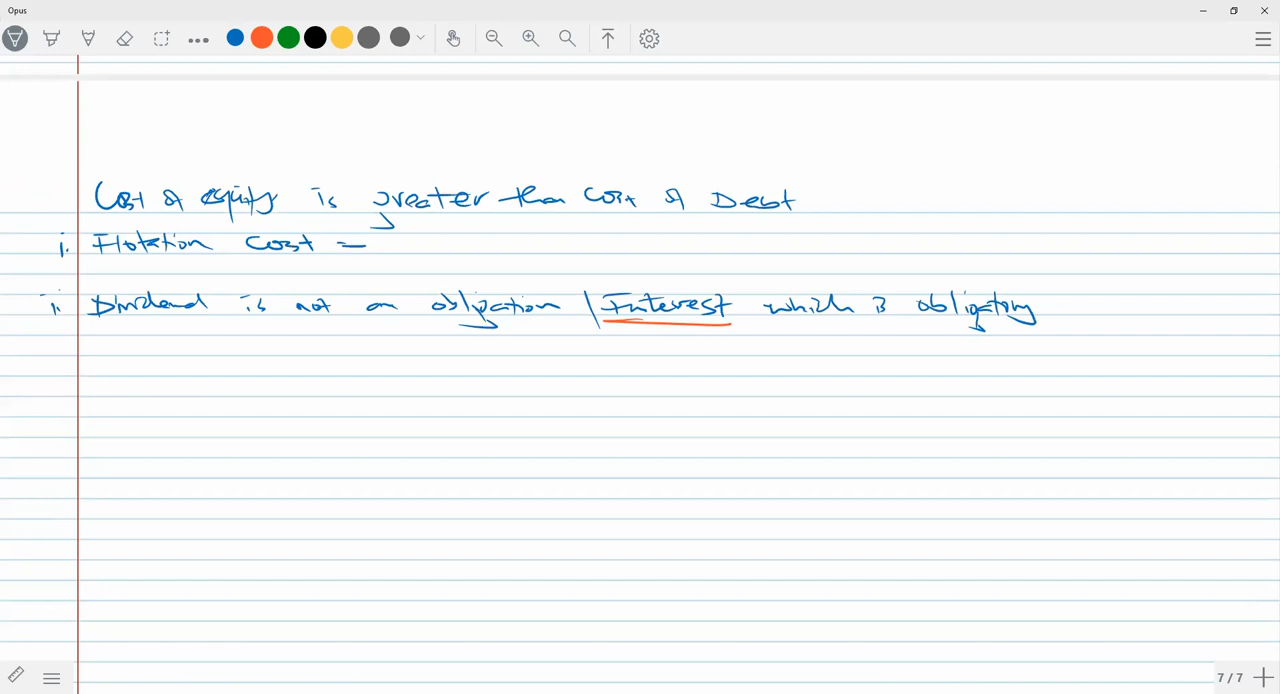 Opus
Cost of equity is greater than Cost of Debt
i. Flotation Cost =
ii. Dividend is not an obligation \ Interest which is obligatory
7 / 7